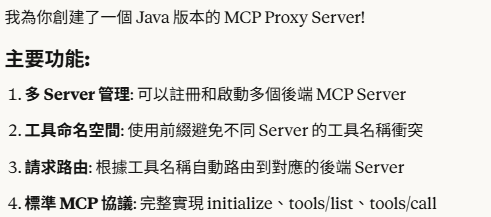 我為你創建了一個 Java 版本的 MCP Proxy Server!
主要功能:
1. 多 Server 管理: 可以註冊和啟動多個後端 MCP Server
2. 工具命名空間: 使用前綴避免不同 Server 的工具名稱衝突
3. 請求路由: 根據工具名稱自動路由到對應的後端 Server
4. 標準 MCP 協議: 完整實現 initialize、tools/list、tools/call